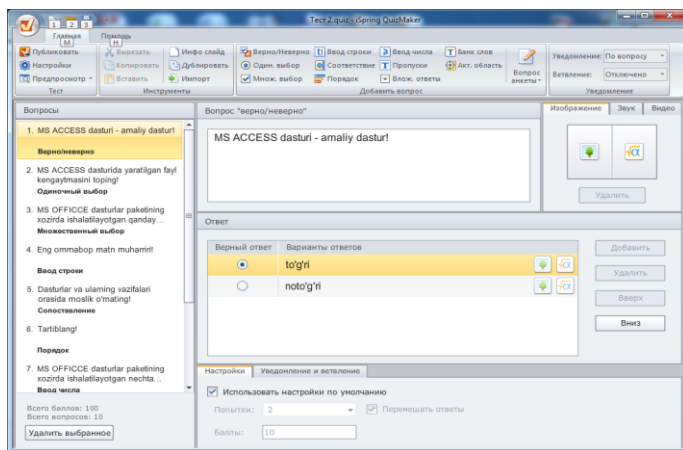 Тест 2.quiz - iSpring QuizMaker
1 2 3
Главная Помощь
М Н
Публиковать Вырезать Инфо слайд Верно/Неверно Ввод строки Ввод числа Банк слов Уведомление: По вопросу
Настройки Копировать Дублировать Один. выбор Соответствие Пропуски Акт. область Вопрос анкеты Ветвление: Отключено
Предпросмотр Вставить Импорт Множ. выбор Порядок Влож. ответы
Тест Инструменты Добавить вопрос Уведомление
Вопросы
1. MS ACCESS dasturi - amaliy dastur!
Верно/неверно
2. MS ACCESS dasturida yaratilgan fayl
kengaytmasini toping!
Одиночный выбор
3. MS OFFICCE dasturlar paketining
xozirda ishalatilayotgan qanday...
Множественный выбор
4. Eng ommabop matn muharriri!
Ввод строки
5. Dasturlar va ularning vazifalari
orasida moslik o'rnating!
Сопоставление
6. Tartiblang!
Порядок
7. MS OFFICCE dasturlar paketining
xozirda ishalatilayotgan nechta...
Ввод числа
Всего баллов: 100
Всего вопросов: 10
Удалить выбранное
Вопрос "верно/неверно"
MS ACCESS dasturi - amaliy dastur!
Изображение Звук Видео
Удалить
Ответ
Верный ответ Варианты ответов
to'g'ri
noto'g'ri
Добавить
Удалить
Вверх
Вниз
Настройки Уведомление и ветвление
Использовать настройки по умолчанию
Попытки: 2 Перемешать ответы
Баллы: 10